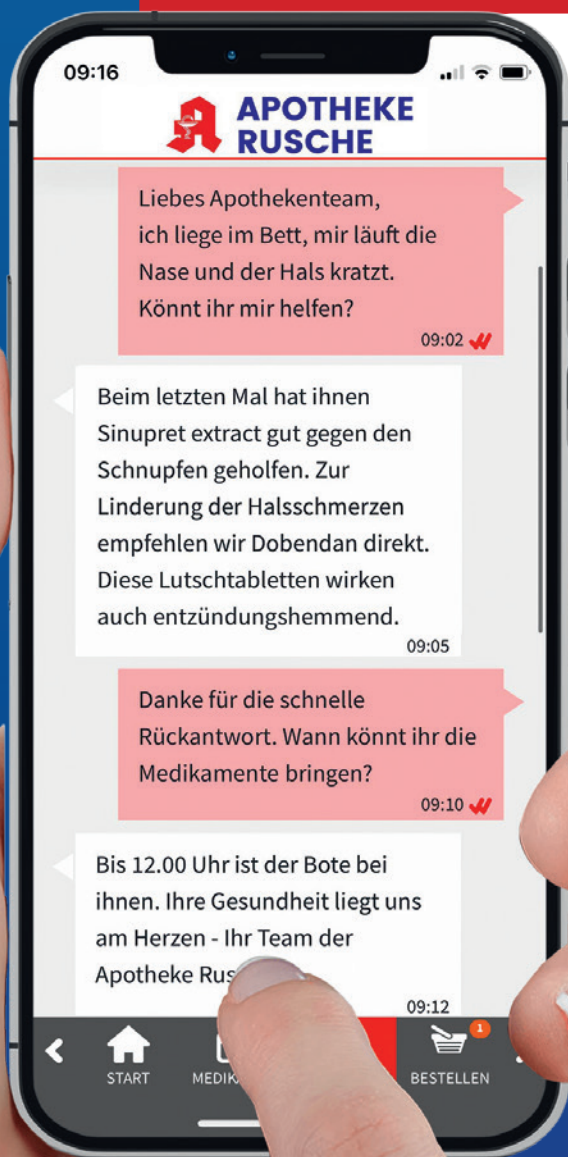 09:16
APOTHEKE
RUSCHE
Liebes Apothekenteam,
ich liege im Bett, mir läuft die
Nase und der Hals kratzt.
Könnt ihr mir helfen?
09:02
Beim letzten Mal hat ihnen
Sinupret extract gut gegen den
Schnupfen geholfen. Zur
Linderung der Halsschmerzen
empfehlen wir Dobendan direkt.
Diese Lutschtabletten wirken
auch entzündungshemmend.
09:05
Danke für die schnelle
Rückantwort. Wann könnt ihr die
Medikamente bringen?
09:10
Bis 12.00 Uhr ist der Bote bei
ihnen. Ihre Gesundheit liegt uns
am Herzen - Ihr Team der
Apotheke
09:12
1
START
BESTELLEN